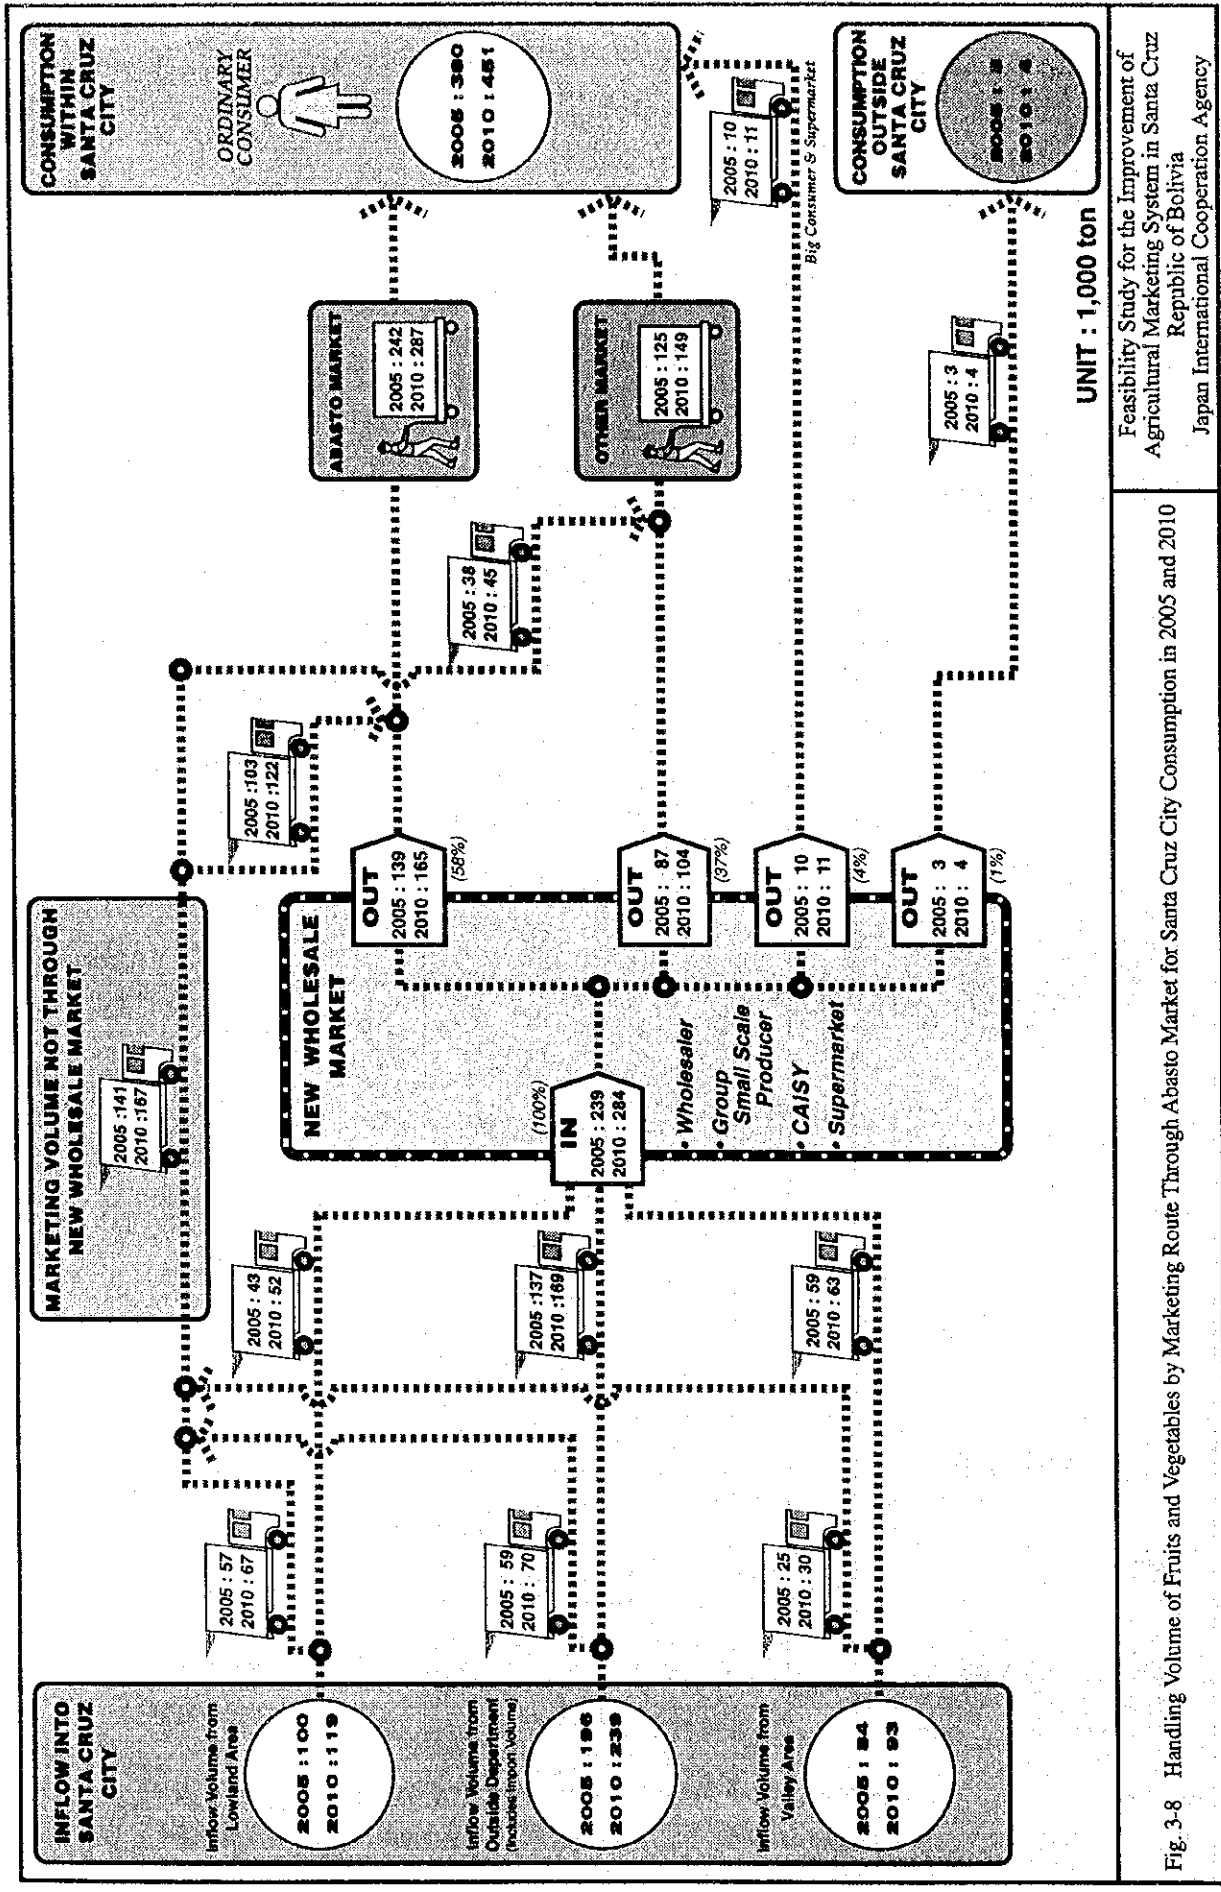 INFLOW INTO
SANTA CRUZ
CITY
Inflow Volume from
Lowland Area
2005 : 100
2010 : 119
Inflow Volume from
Outside Department
(Includes Impon Volume)
2005 : 196
2010 : 239
Inflow Volume from
Valley Area
2005 : 84
2010 : 93
2005 : 57
2010 : 67
2005 : 59
2010 : 70
2005 : 25
2010 : 30
2005 : 43
2010 : 52
2005 :137
2010 :169
2005 : 59
2010 : 63
MARKETING VOLUME NOT THROUGH
NEW WHOLESALE MARKET
2005 :141
2010 :167
NEW WHOLESALE
MARKET
(100%)
IN
2005 : 239
2010 : 284
• Wholesaler
• Group
Small Scale
Producer
• CAISY
• Supermarket
OUT
2005 : 139
2010 : 165
(58%)
OUT
2005 : 87
2010 : 104
(37%)
OUT
2005 : 10
2010 : 11
(4%)
OUT
2005 : 3
2010 : 4
(1%)
2005 :103
2010 :122
2005 : 38
2010 : 45
ABASTO MARKET
2005 : 242
2010 : 287
OTHER MARKET
2005 : 125
2010 : 149
2005 : 3
2010 : 4
CONSUMPTION
WITHIN
SANTA CRUZ
CITY
ORDINARY
CONSUMER
2005 : 380
2010 : 451
2005 : 10
2010 : 11
Big Consumer & Supermarket
CONSUMPTION
OUTSIDE
SANTA CRUZ
CITY
2005 : 3
2010 : 4
UNIT : 1,000 ton
Fig. 3-8 Handling Volume of Fruits and Vegetables by Marketing Route Through Abasto Market for Santa Cruz City Consumption in 2005 and 2010
Feasibility Study for the Improvement of
Agricultural Marketing System in Santa Cruz
Republic of Bolivia
Japan International Cooperation Agency